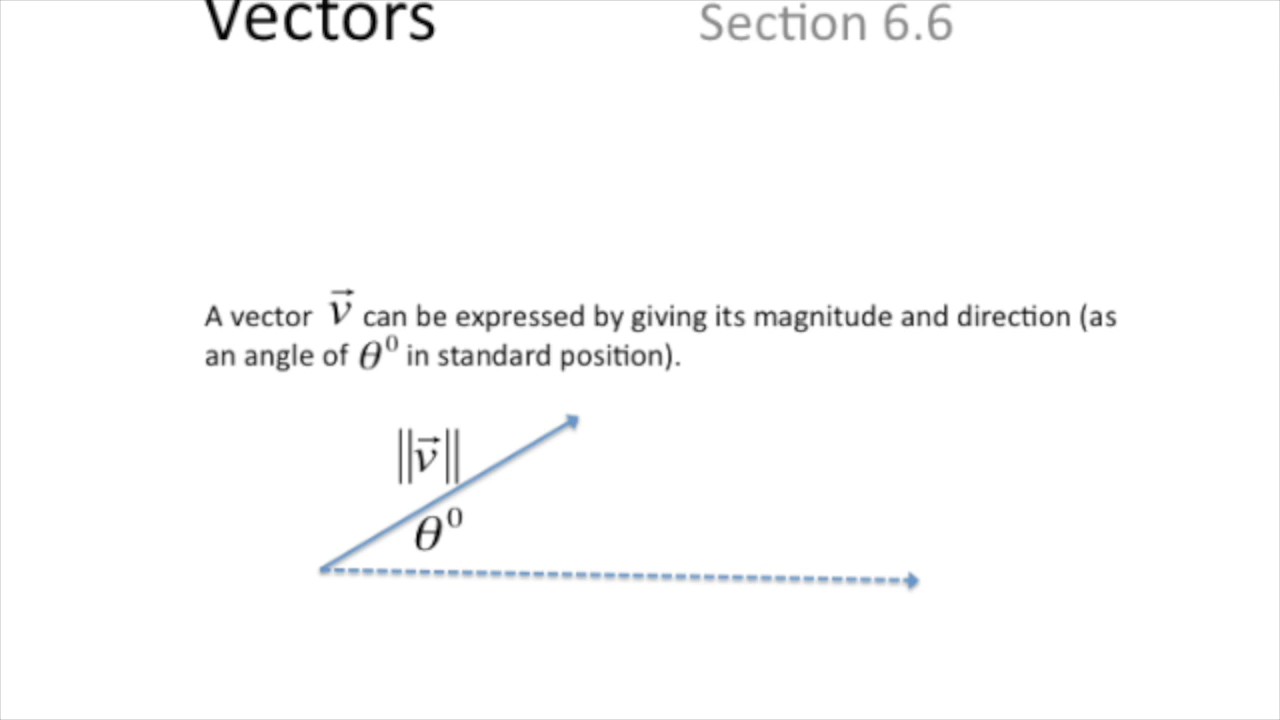 Vectors Section 6.6
A vector v⃗ can be expressed by giving its magnitude and direction (as
an angle of θ⁰ in standard position).
‖v⃗‖
θ⁰